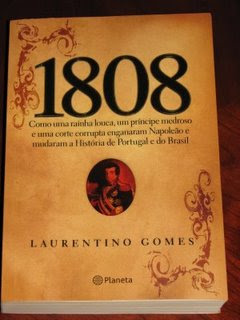 1808
Como uma rainha louca, um príncipe medroso
e uma corte corrupta enganaram Napoleão e
mudaram a História de Portugal e do Brasil
LAURENTINO GOMES
Planeta